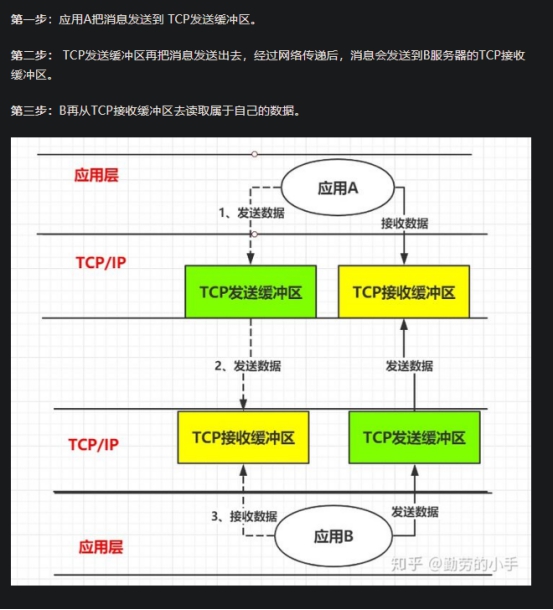 第一步：应用A把消息发送到 TCP发送缓冲区。
第二步： TCP发送缓冲区再把消息发送出去，经过网络传递后，消息会发送到B服务器的TCP接收
缓冲区。
第三步：B再从TCP接收缓冲区去读取属于自己的数据。
应用层
应用A
1、发送数据
接收数据
TCP/IP
TCP发送缓冲区
TCP接收缓冲区
2、发送数据
发送数据
TCP/IP
TCP接收缓冲区
TCP发送缓冲区
3、接收数据
发送数据
应用层
应用B
知乎 @勤劳的小手